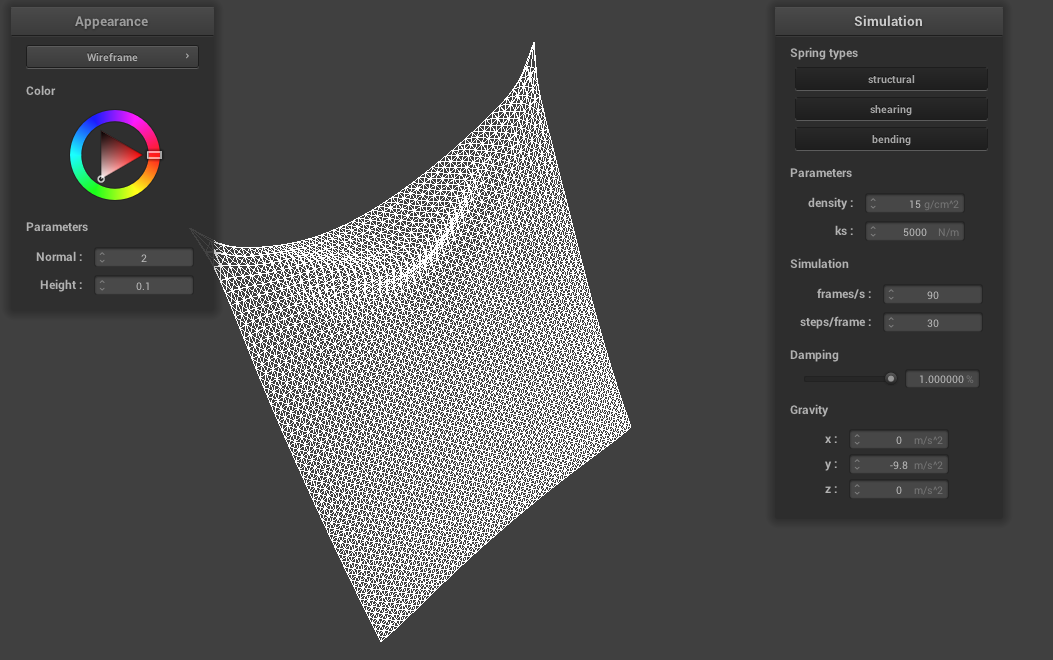 Appearance
Wireframe
Color
Parameters
Normal : 2
Height : 0.1
Simulation
Spring types
structural
shearing
bending
Parameters
density : 15 g/cm^2
ks : 5000 N/m
Simulation
frames/s : 90
steps/frame : 30
Damping
1.000000 %
Gravity
x : 0 m/s^2
y : -9.8 m/s^2
z : 0 m/s^2